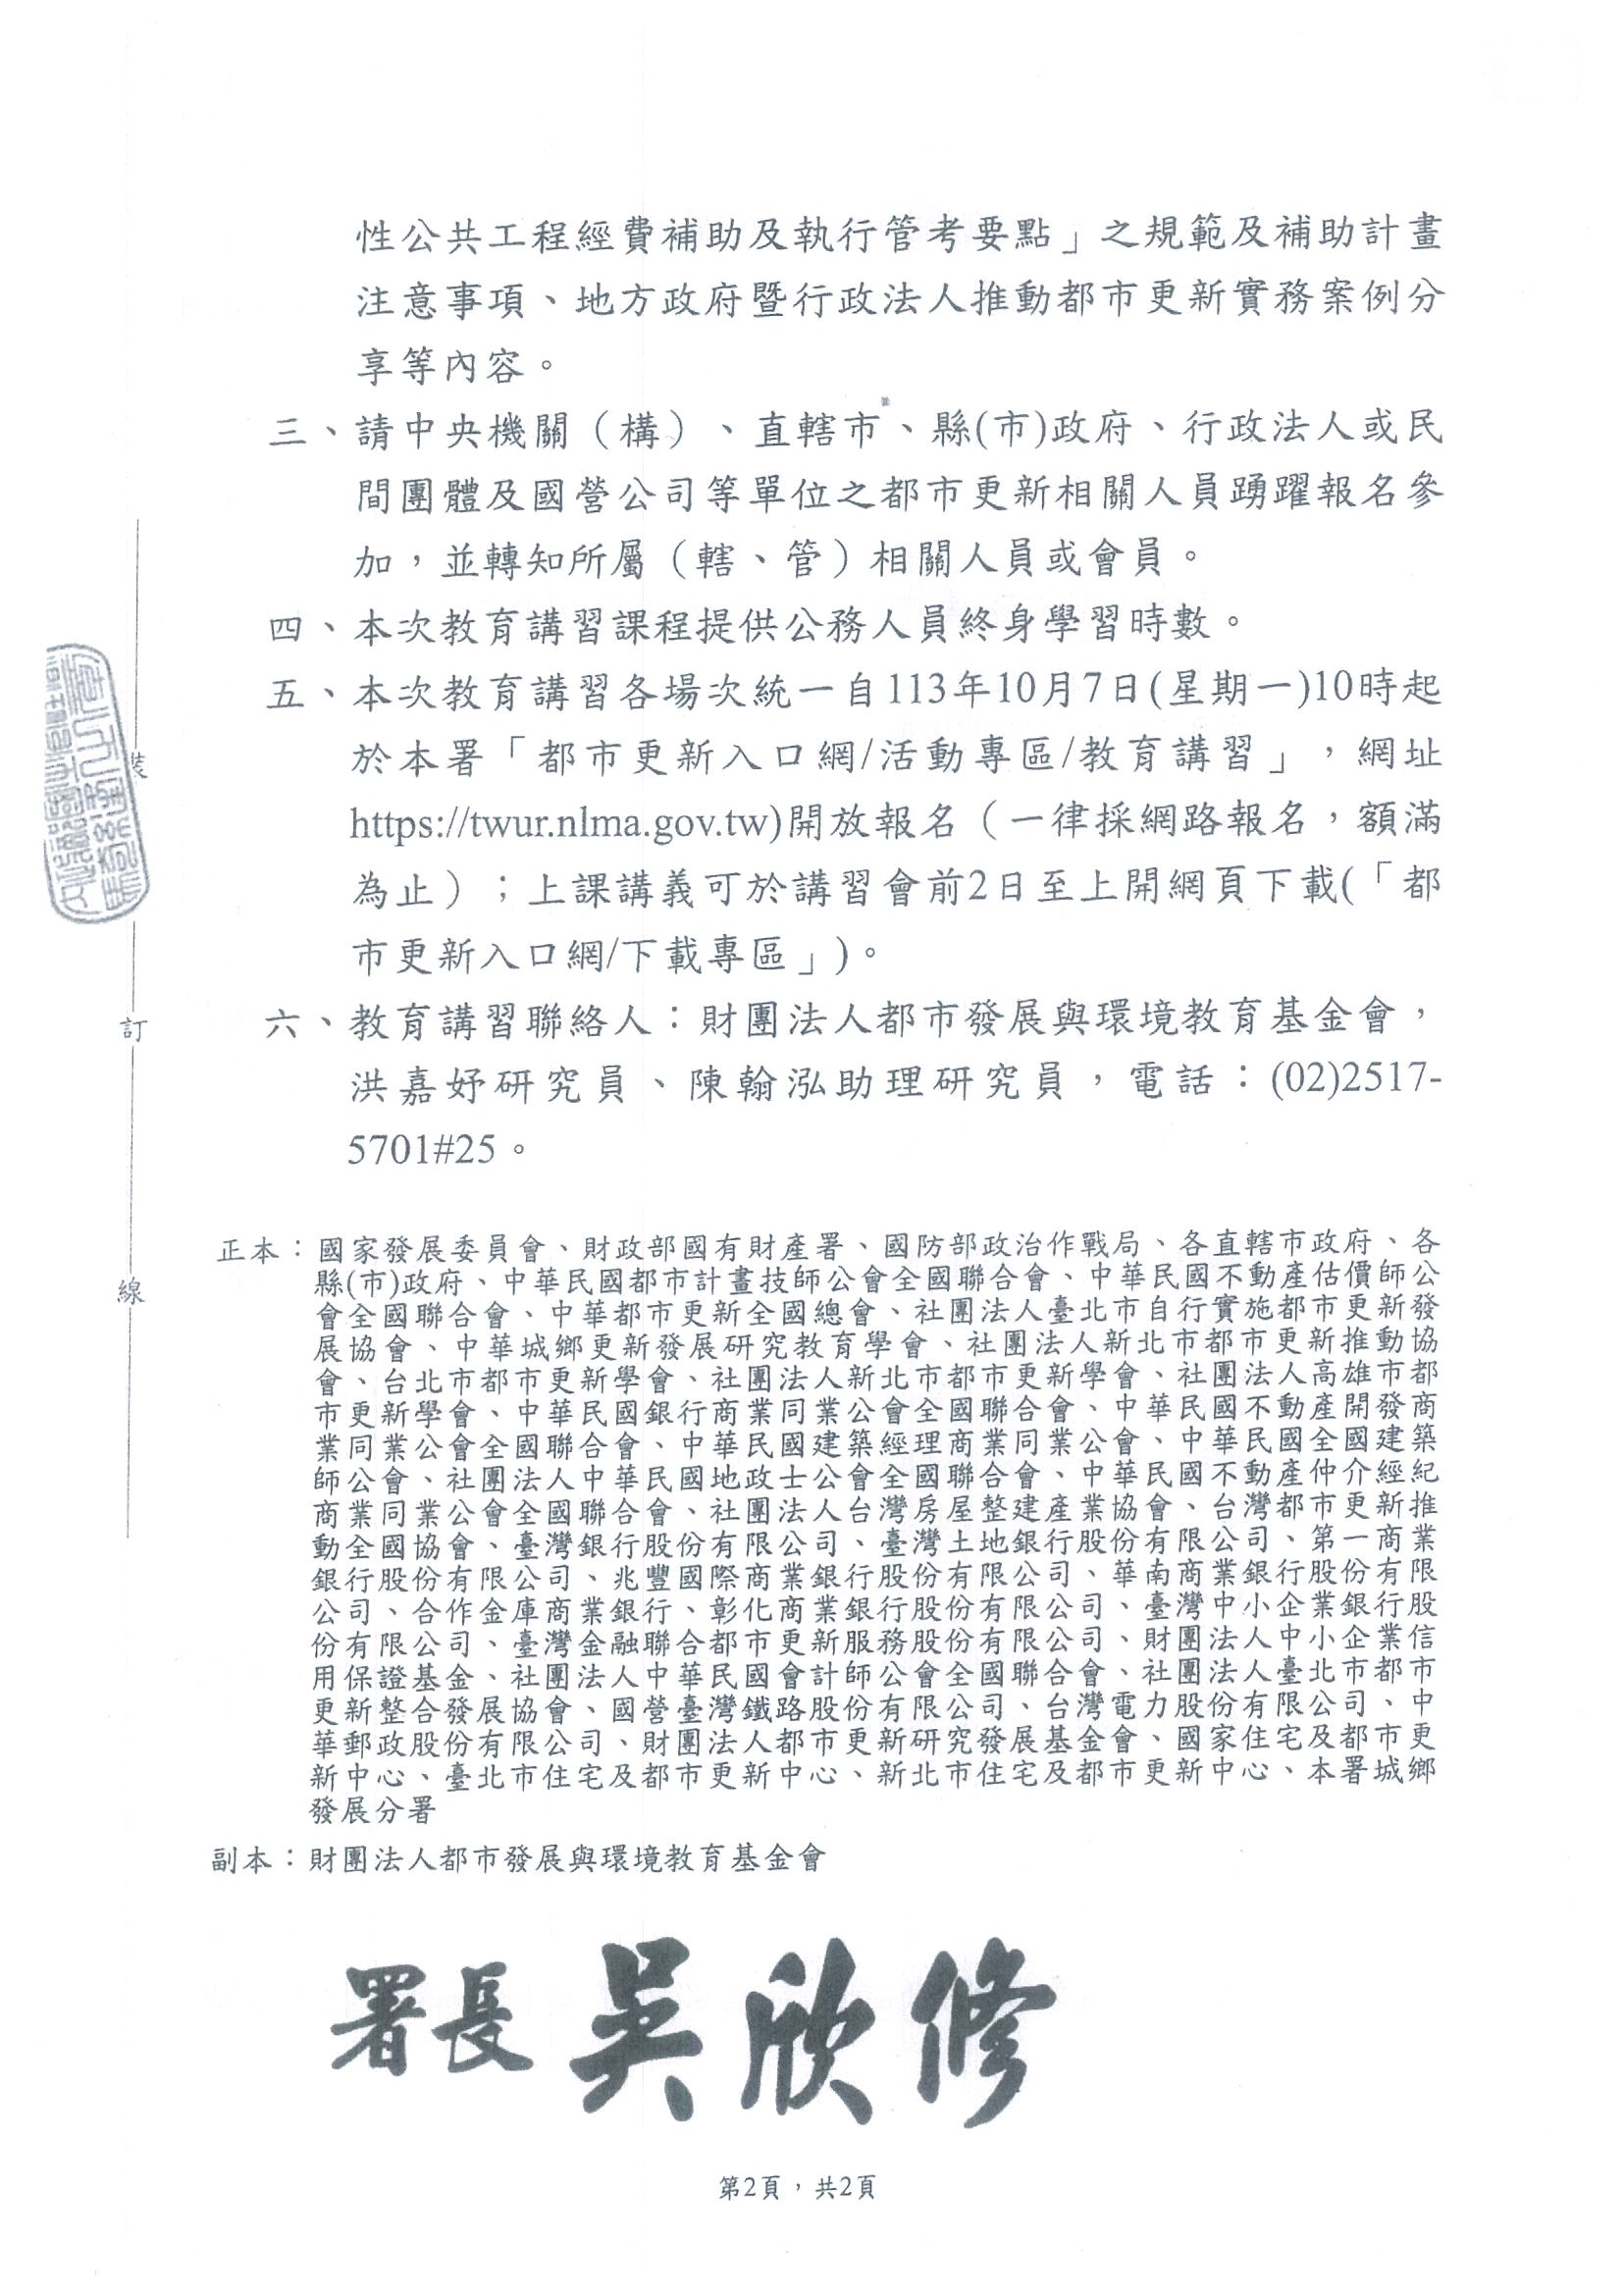 性公共工程經費補助及執行管考要點」之規範及補助計畫
注意事項、地方政府暨行政法人推動都市更新實務案例分
享等內容。
三、請中央機關（構）、直轄市、縣(市)政府、行政法人或民
間團體及國營公司等單位之都市更新相關人員踴躍報名參
加，並轉知所屬（轄、管）相關人員或會員。
四、本次教育講習課程提供公務人員終身學習時數。
五、本次教育講習各場次統一自113年10月7日(星期一)10時起
於本署「都市更新入口網/活動專區/教育講習」，網址
https://twur.nlma.gov.tw)開放報名（一律採網路報名，額滿
為止）；上課講義可於講習會前2日至上開網頁下載(「都
市更新入口網/下載專區」)。
六、教育講習聯絡人：財團法人都市發展與環境教育基金會，
洪嘉妤研究員、陳翰泓助理研究員，電話：(02)2517-
5701#25。
裝
訂
線
正本：國家發展委員會、財政部國有財產署、國防部政治作戰局、各直轄市政府、各
縣(市)政府、中華民國都市計畫技師公會全國聯合會、中華民國不動產估價師公
會全國聯合會、中華都市更新全國總會、社團法人臺北市自行實施都市更新發
展協會、中華城鄉更新發展研究教育學會、社團法人新北市都市更新推動協
會、台北市都市更新學會、社團法人新北市都市更新學會、社團法人高雄市都
市更新學會、中華民國銀行商業同業公會全國聯合會、中華民國不動產開發商
業同業公會全國聯合會、中華民國建築經理商業同業公會、中華民國全國建築
師公會、社團法人中華民國地政士公會全國聯合會、中華民國不動產仲介經紀
商業同業公會全國聯合會、社團法人台灣房屋整建產業協會、台灣都市更新推
動全國協會、臺灣銀行股份有限公司、臺灣土地銀行股份有限公司、第一商業
銀行股份有限公司、兆豐國際商業銀行股份有限公司、華南商業銀行股份有限
公司、合作金庫商業銀行、彰化商業銀行股份有限公司、臺灣中小企業銀行股
份有限公司、臺灣金融聯合都市更新服務股份有限公司、財團法人中小企業信
用保證基金、社團法人中華民國會計師公會全國聯合會、社團法人臺北市都市
更新整合發展協會、國營臺灣鐵路股份有限公司、台灣電力股份有限公司、中
華郵政股份有限公司、財團法人都市更新研究發展基金會、國家住宅及都市更
新中心、臺北市住宅及都市更新中心、新北市住宅及都市更新中心、本署城鄉
發展分署
副本：財團法人都市發展與環境教育基金會
署長 吳欣修
第2頁，共2頁